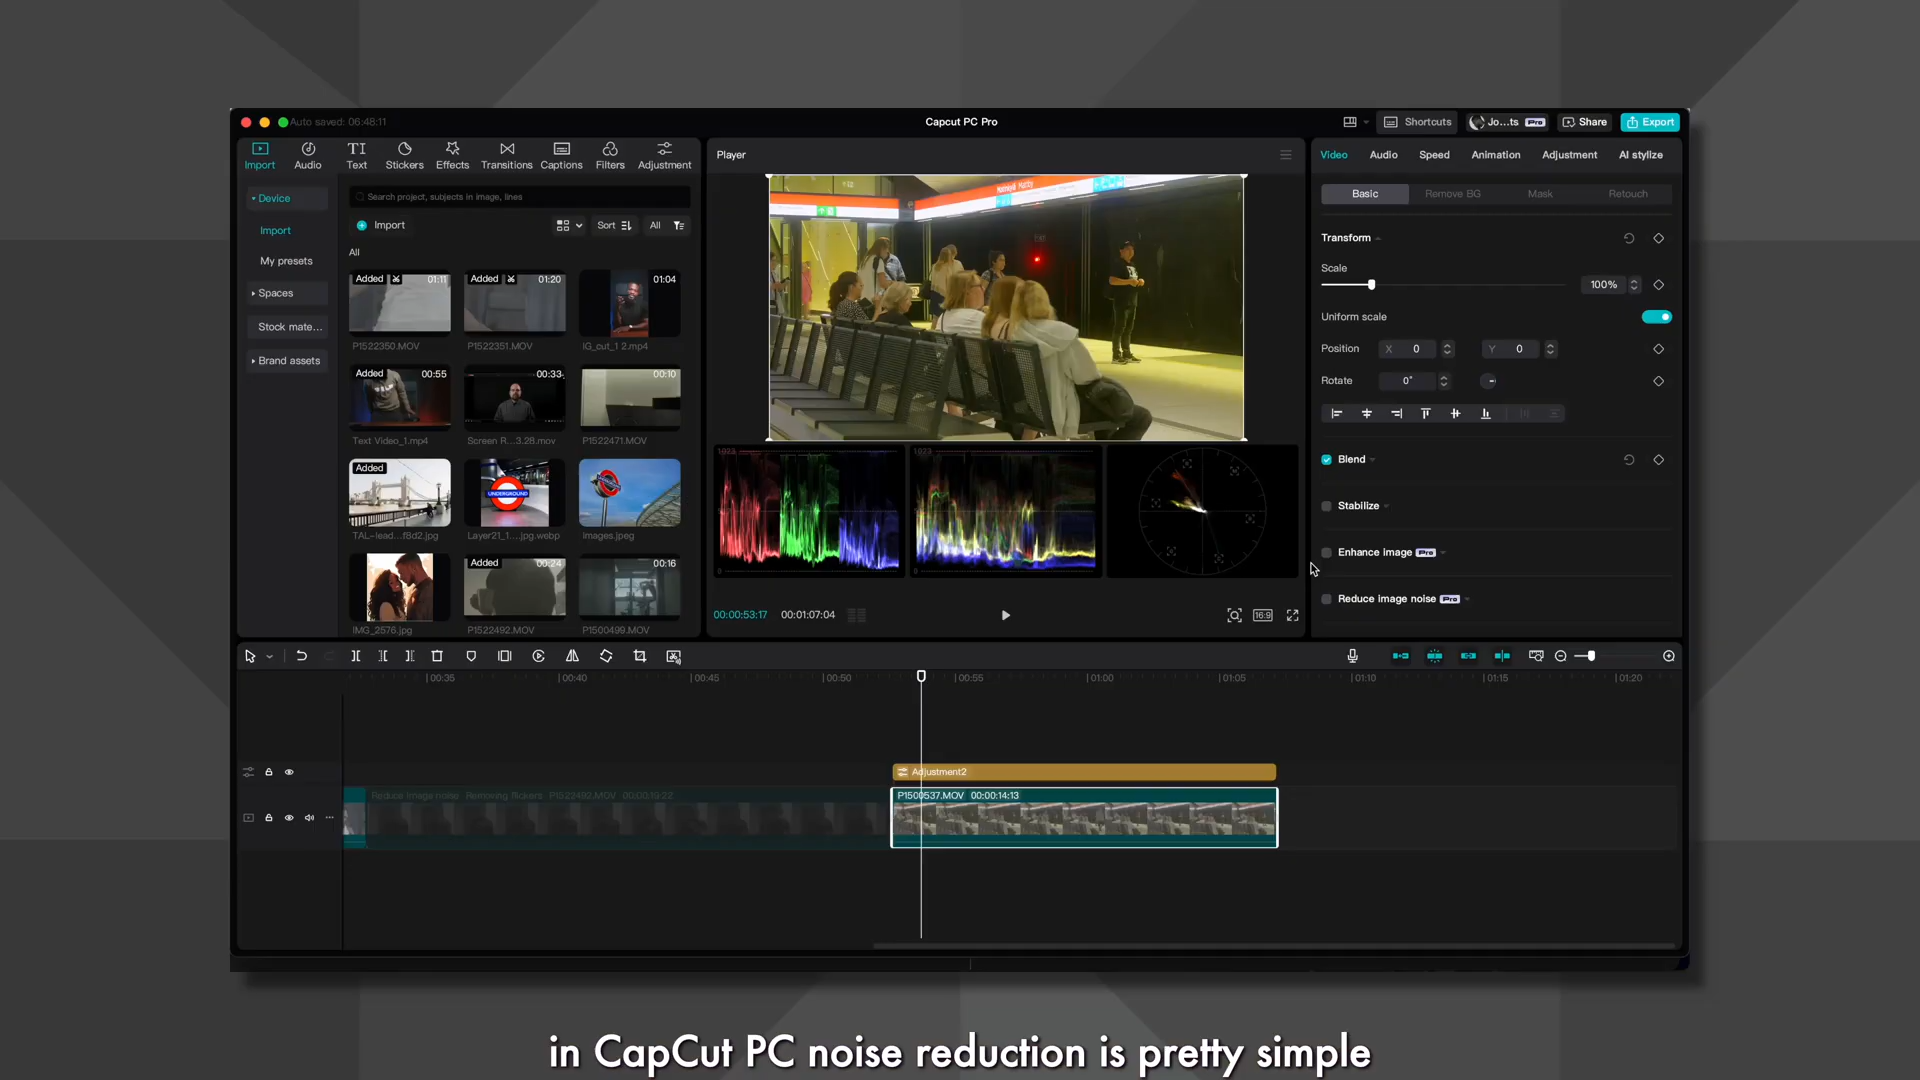 Auto saved: 06:48:11
Capcut PC Pro
Shortcuts
Jo...ts Pro
Share
Export
Import
Audio
Text
Stickers
Effects
Transitions
Captions
Filters
Adjustment
Player
Video
Audio
Speed
Animation
Adjustment
AI stylize
Device
Import
My presets
Spaces
Stock mate...
Brand assets
Search project, subjects in image, lines
Import
Sort
All
All
Added 01:11
P1522350.MOV
Added 01:20
P1522351.MOV
01:04
IG_cut_1 2.mp4
Added 00:55
Text Video_1.mp4
00:33
Screen R...3.28.mov
00:10
P1522471.MOV
Added
TAL-lead...f8d2.jpg
UNDERGROUND
Layer21_1...jpg.webp
Images.jpeg
IMG_2576.jpg
Added 00:24
P1522492.MOV
00:16
P1500499.MOV
1023
0
1023
0
00:00:53:17
00:01:07:04
16:9
Basic
Remove BG
Mask
Retouch
Transform
Scale
100%
Uniform scale
Position
X 0
Y 0
Rotate
0°
Blend
Stabilize
Enhance image Pro
Reduce image noise Pro
00:35
00:40
00:45
00:50
00:55
01:00
01:05
01:10
01:15
01:20
Adjustment2
Reduce image noise Removing flickers P1522492.MOV 00:00:19:22
P1500537.MOV 00:00:14:13
in CapCut PC noise reduction is pretty simple